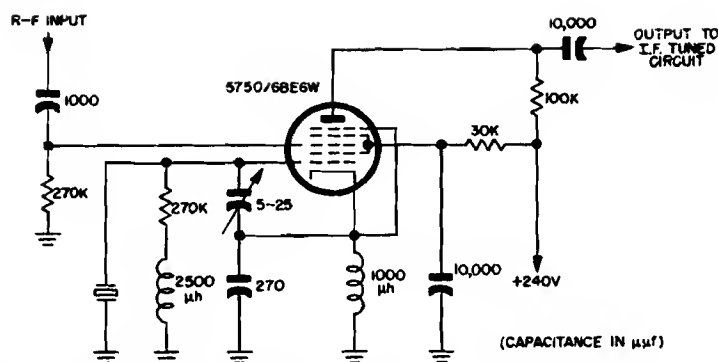 R-F INPUT
10,000
OUTPUT TO
I.F. TUNED
CIRCUIT
5750/6BE6W
1000
100K
30K
270K
270K
5-25
2500
μh
270
1000
μh
10,000
+240V
(CAPACITANCE IN μμf)